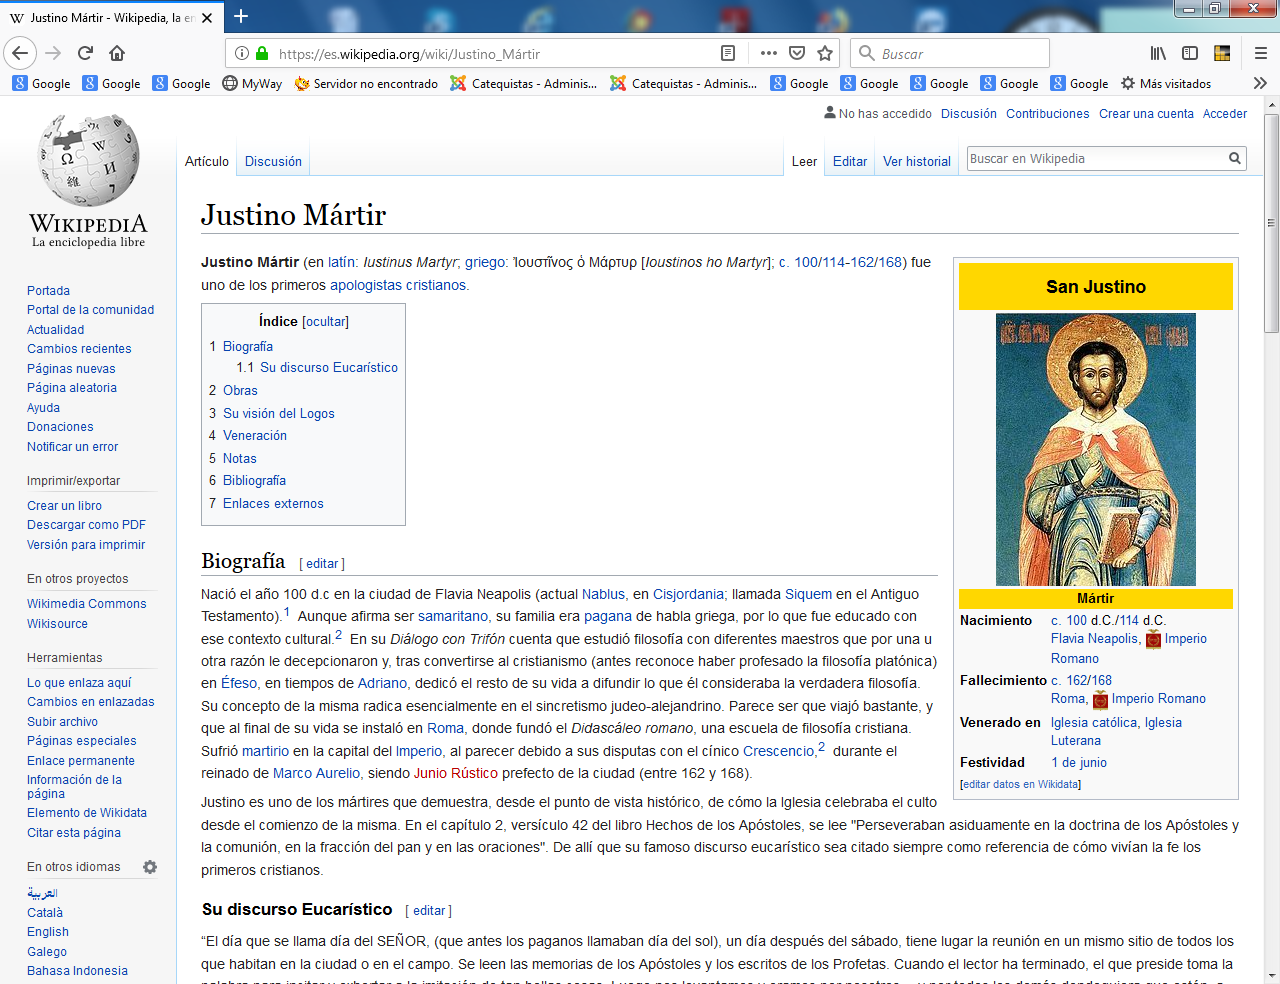 Justino Mártir - Wikipedia, la en
https://es.wikipedia.org/wiki/Justino_Mártir
Buscar
Google
Google
Google
MyWay
Servidor no encontrado
Catequistas - Adminis...
Catequistas - Adminis...
Google
Google
Google
Google
Google
Más visitados
No has accedido Discusión Contribuciones Crear una cuenta Acceder
Artículo Discusión
Leer Editar Ver historial Buscar en Wikipedia
WIKIPEDIA
La enciclopedia libre
Portada
Portal de la comunidad
Actualidad
Cambios recientes
Páginas nuevas
Página aleatoria
Ayuda
Donaciones
Notificar un error
Imprimir/exportar
Crear un libro
Descargar como PDF
Versión para imprimir
En otros proyectos
Wikimedia Commons
Wikisource
Herramientas
Lo que enlaza aquí
Cambios en enlazadas
Subir archivo
Páginas especiales
Enlace permanente
Información de la
página
Elemento de Wikidata
Citar esta página
En otros idiomas
العربية
Català
English
Galego
Bahasa Indonesia
Justino Mártir
Justino Mártir (en latín: Iustinus Martyr; griego: Ἰουστῖνος ὁ Μάρτυρ [Ioustinos ho Martyr]; c. 100/114-162/168) fue
uno de los primeros apologistas cristianos.
Índice [ocultar]
1 Biografía
1.1 Su discurso Eucarístico
2 Obras
3 Su visión del Logos
4 Veneración
5 Notas
6 Bibliografía
7 Enlaces externos
San Justino
Mártir
Nacimiento c. 100 d.C./114 d.C.
Flavia Neapolis, Imperio
Romano
Fallecimiento c. 162/168
Roma, Imperio Romano
Venerado en Iglesia católica, Iglesia
Luterana
Festividad 1 de junio
[editar datos en Wikidata]
Biografía [ editar ]
Nació el año 100 d.c en la ciudad de Flavia Neapolis (actual Nablus, en Cisjordania; llamada Siquem en el Antiguo
Testamento).1 Aunque afirma ser samaritano, su familia era pagana de habla griega, por lo que fue educado con
ese contexto cultural.2 En su Diálogo con Trifón cuenta que estudió filosofía con diferentes maestros que por una u
otra razón le decepcionaron y, tras convertirse al cristianismo (antes reconoce haber profesado la filosofía platónica)
en Éfeso, en tiempos de Adriano, dedicó el resto de su vida a difundir lo que él consideraba la verdadera filosofía.
Su concepto de la misma radica esencialmente en el sincretismo judeo-alejandrino. Parece ser que viajó bastante, y
que al final de su vida se instaló en Roma, donde fundó el Didascáleo romano, una escuela de filosofía cristiana.
Sufrió martirio en la capital del Imperio, al parecer debido a sus disputas con el cínico Crescencio,2 durante el
reinado de Marco Aurelio, siendo Junio Rústico prefecto de la ciudad (entre 162 y 168).
Justino es uno de los mártires que demuestra, desde el punto de vista histórico, de cómo la Iglesia celebraba el culto
desde el comienzo de la misma. En el capítulo 2, versículo 42 del libro Hechos de los Apóstoles, se lee "Perseveraban asiduamente en la doctrina de los Apóstoles y
la comunión, en la fracción del pan y en las oraciones". De allí que su famoso discurso eucarístico sea citado siempre como referencia de cómo vivían la fe los
primeros cristianos.
Su discurso Eucarístico [ editar ]
“El día que se llama día del SEÑOR, (que antes los paganos llamaban día del sol), un día después del sábado, tiene lugar la reunión en un mismo sitio de todos los
que habitan en la ciudad o en el campo. Se leen las memorias de los Apóstoles y los escritos de los Profetas. Cuando el lector ha terminado, el que preside toma la